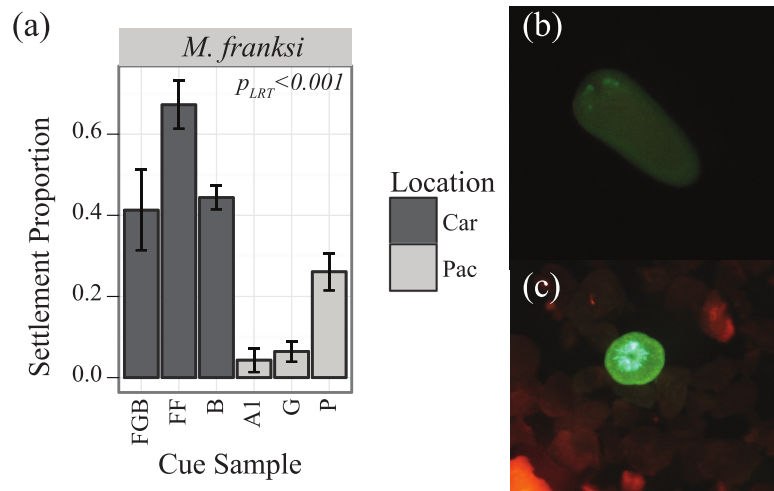 (a)
M. franksi
p_LRT<0.001
Settlement Proportion
0.6
0.4
0.2
0.0
FGB
FF
B
A1
G
P
Cue Sample
Location
Car
Pac
(b)
(c)